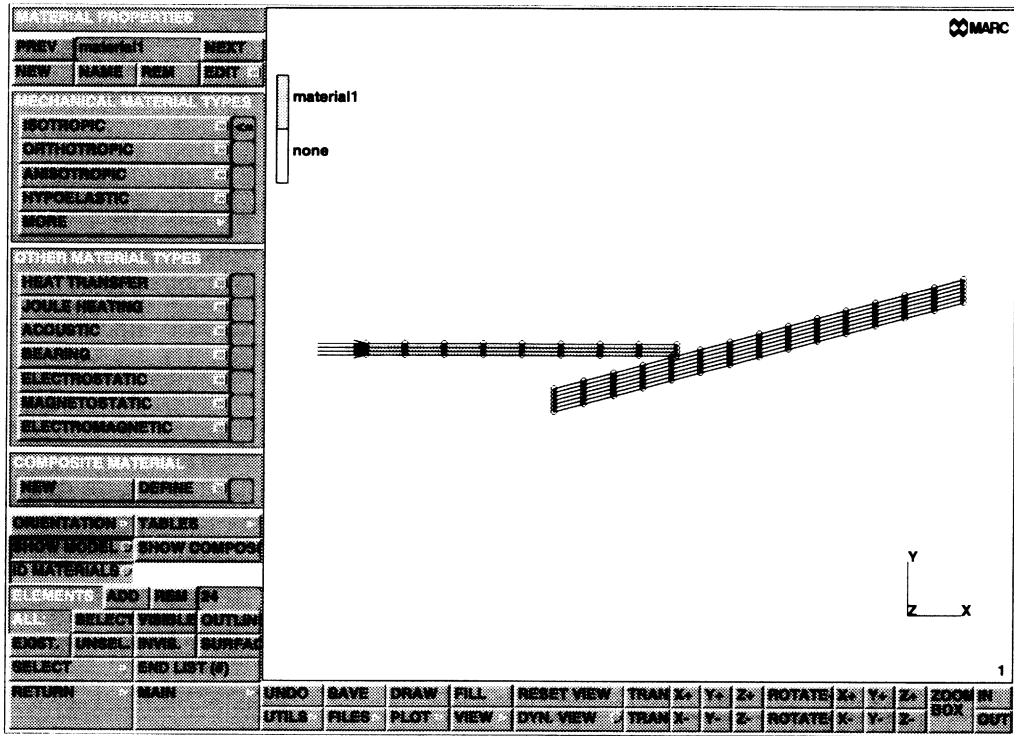 MATERIAL PROPERTIES
PREV material1 NEXT
NEW NAME REM EDIT
MECHANICAL MATERIAL TYPES
ISOTROPIC <=
ORTHOTROPIC
ANISOTROPIC
HYPOELASTIC
MORE
OTHER MATERIAL TYPES
HEAT TRANSFER
JOULE HEATING
ACOUSTIC
BEARING
ELECTROSTATIC
MAGNETOSTATIC
ELECTROMAGNETIC
COMPOSITE MATERIAL
NEW DEFINE
ORIENTATION TABLES
SHOW MODEL SHOW COMPOS
ID MATERIALS
ELEMENTS ADD REM 24
ALL: SELECT VISIBLE OUTLIN
EXIST. UNSEL. INVIS. SURFAC
SELECT END LIST (#)
RETURN MAIN
MARC
material1
none
Y
Z X
1
UNDO SAVE DRAW FILL RESET VIEW TRAN X+ Y+ Z+ ROTATE X+ Y+ Z+ ZOOM IN
UTILS FILES PLOT VIEW DYN. VIEW TRAN X- Y- Z- ROTATE X- Y- Z- BOX OUT